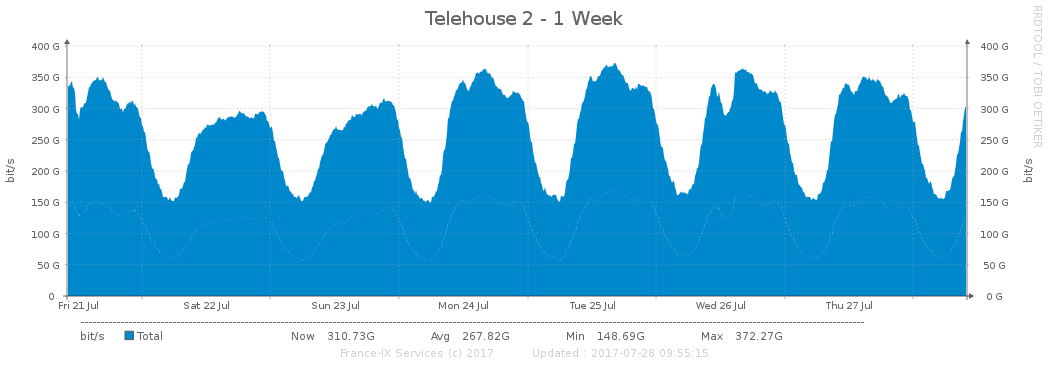 Telehouse 2 - 1 Week
RRDTOOL / TOBI OETIKER
bit/s
400 G 400 G
350 G 350 G
300 G 300 G
250 G 250 G
200 G 200 G
150 G 150 G
100 G 100 G
50 G 50 G
0 0 G
bit/s
Fri 21 Jul Sat 22 Jul Sun 23 Jul Mon 24 Jul Tue 25 Jul Wed 26 Jul Thu 27 Jul
bit/s Total Now 310.73G Avg 267.82G Min 148.69G Max 372.27G
France-IX Services (c) 2017 Updated : 2017-07-28 09:55:15